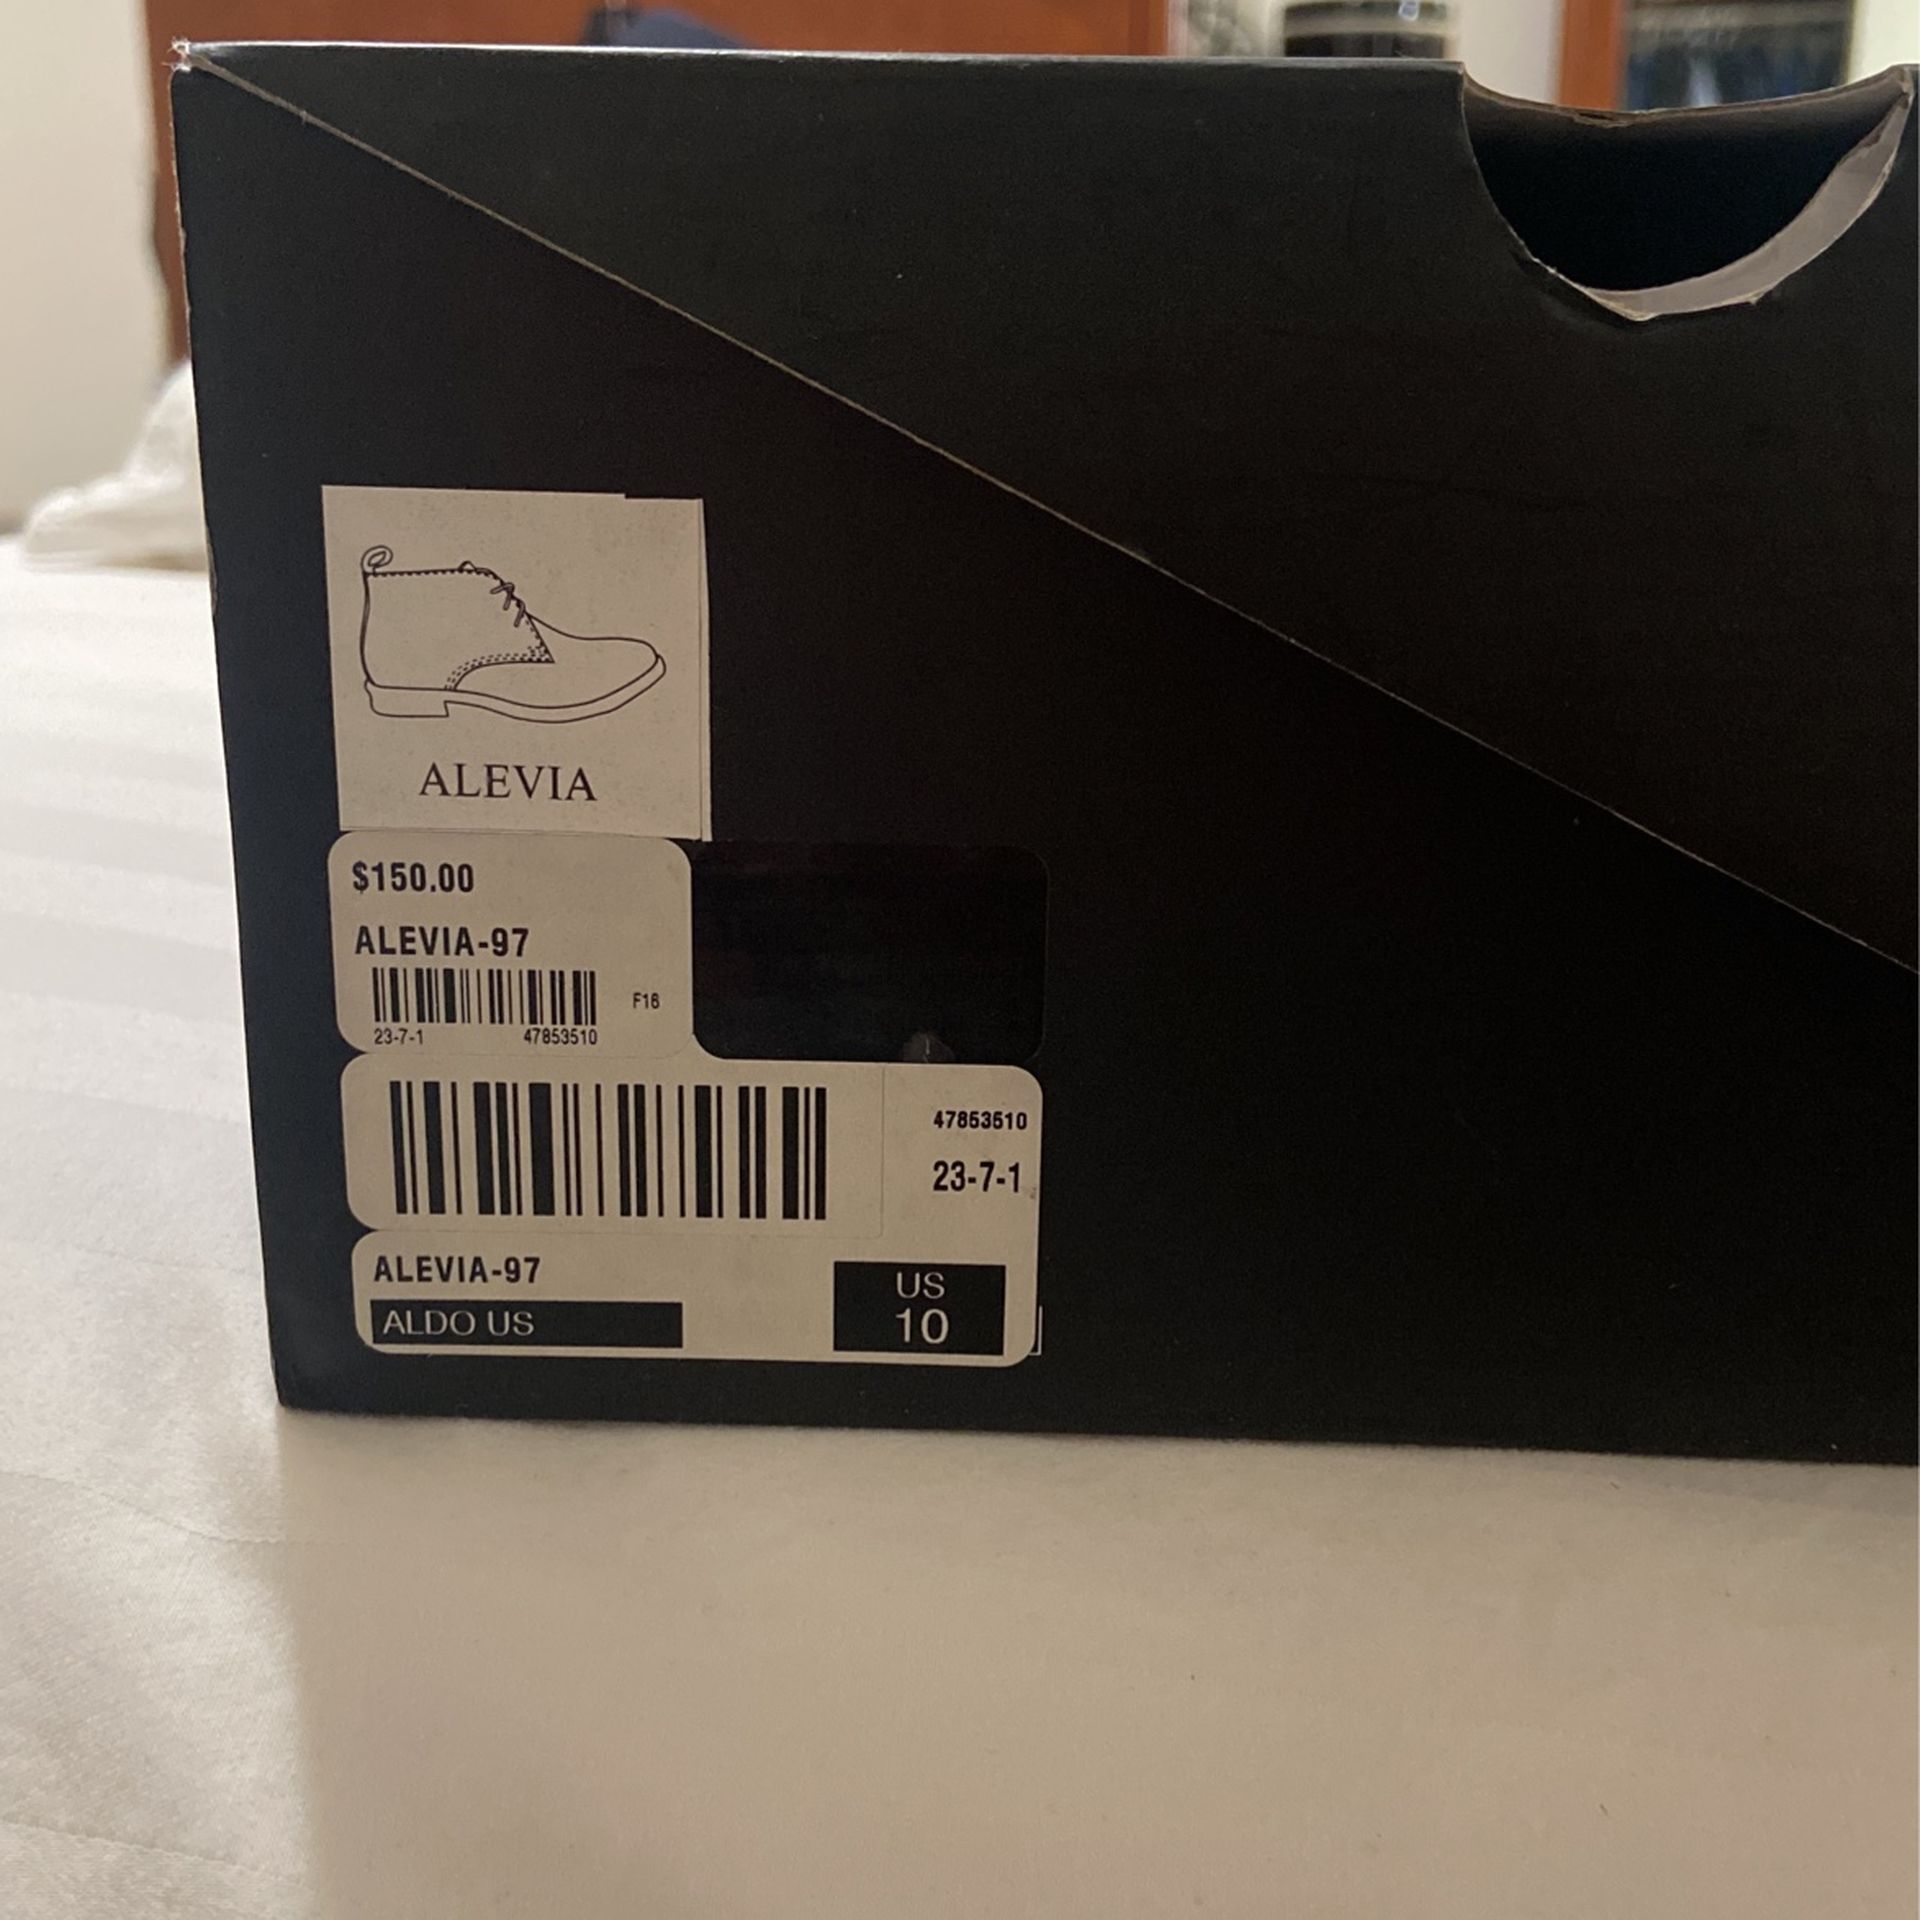 ALEVIA
$150.00
ALEVIA-97
F16
23-7-1 47853510
47853510
23-7-1
ALEVIA-97
ALDO US
US
10